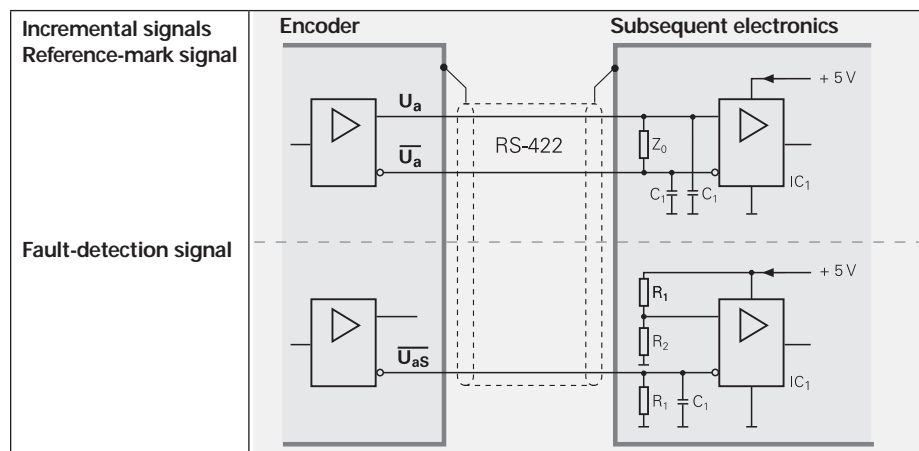 Incremental signals
Reference-mark signal
Encoder
Subsequent electronics
+ 5 V
Ua
RS-422
Z0
Ua
C1
C1
IC1
Fault-detection signal
+ 5 V
R1
R2
UaS
IC1
R1
C1